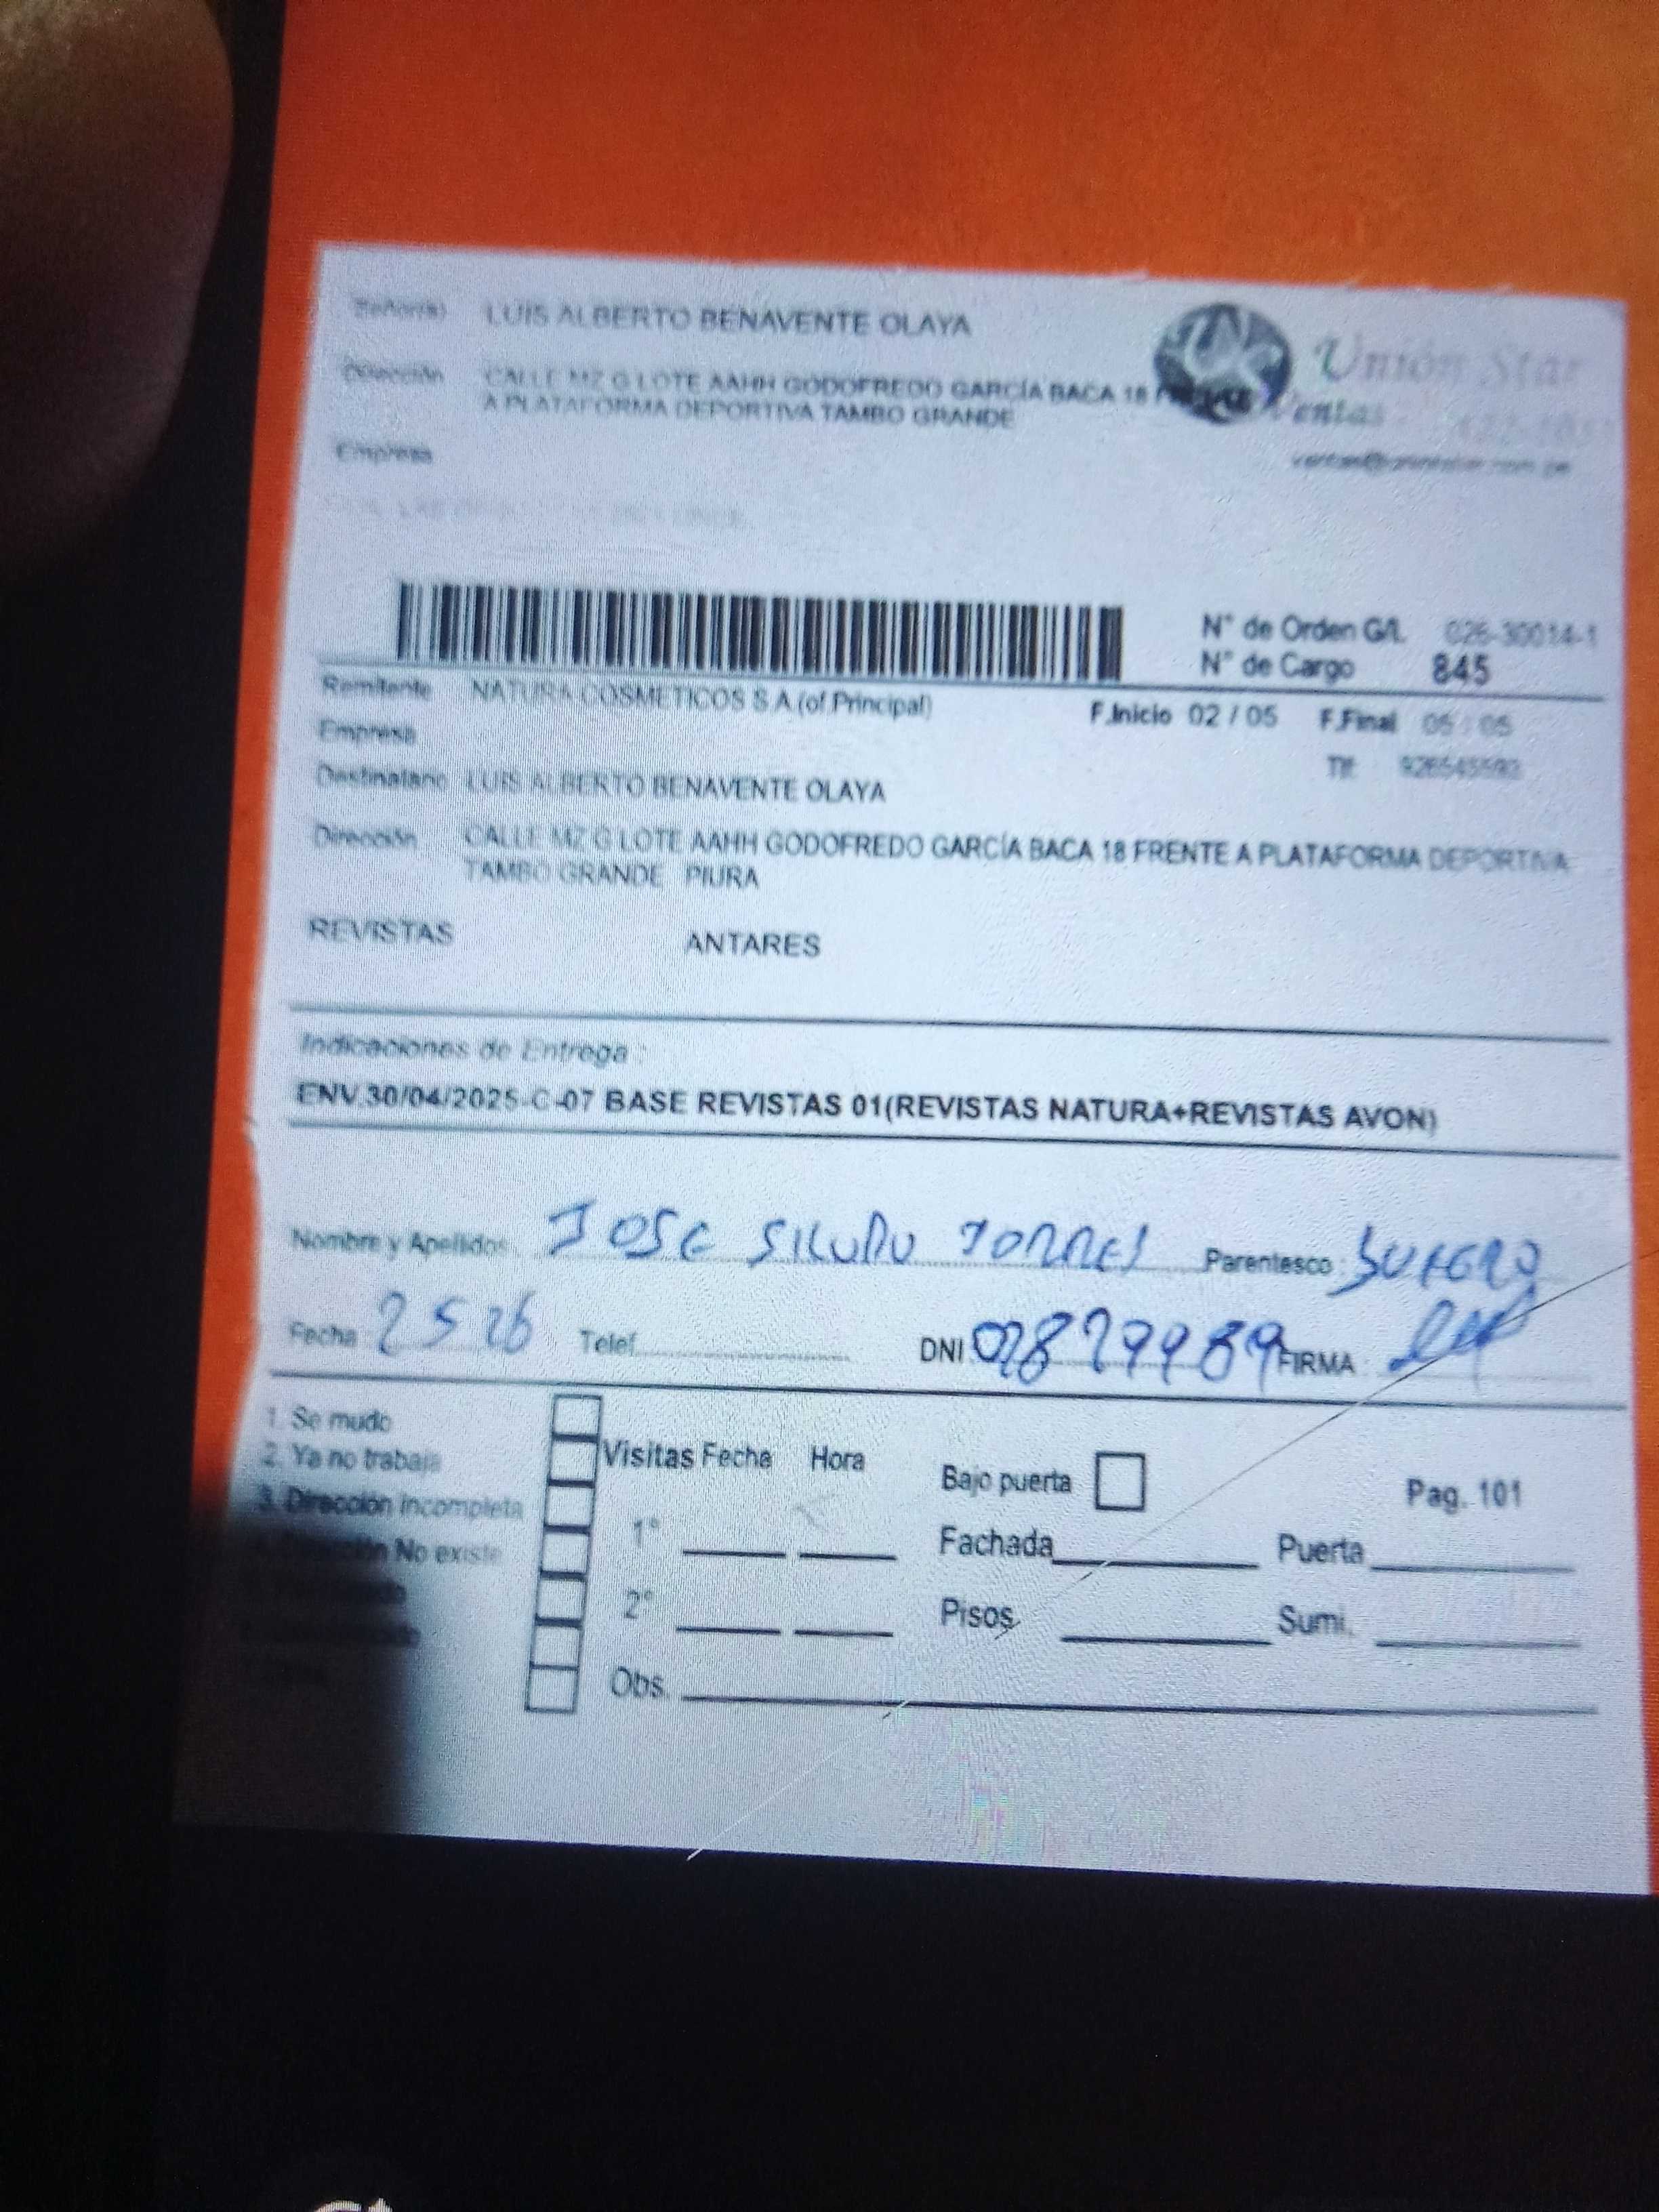 Señor(a) LUIS ALBERTO BENAVENTE OLAYA
Unión Star
Dirección CALLE MZ G LOTE AAHH GODOFREDO GARCÍA BACA 18
A PLATAFORMA DEPORTIVA TAMBO GRANDE
Ventas
Empresa
N° de Orden G/L 026-30014-1
N° de Cargo 845
Remitente NATURA COSMETICOS S A.(of.Principal)
F.Inicio 02 / 05 F.Final 05 / 05
Empresa
Tlf.
Destinatario LUIS ALBERTO BENAVENTE OLAYA
Dirección CALLE MZ G LOTE AAHH GODOFREDO GARCÍA BACA 18 FRENTE A PLATAFORMA DEPORTIVA
TAMBO GRANDE PIURA
REVISTAS ANTARES
Indicaciones de Entrega :
ENV.30/04/2025-C-07 BASE REVISTAS 01(REVISTAS NATURA+REVISTAS AVON)
Nombre y Apellidos JOSE TORRES Parentesco :
Fecha 2 5 26 Telef. DNI FIRMA :
1. Se mudo
2. Ya no trabaja
3. Dirección incompleta
No existe
Visitas Fecha Hora
1°
2°
Obs.
Bajo puerta Pag. 101
Fachada Puerta
Pisos Sumi.